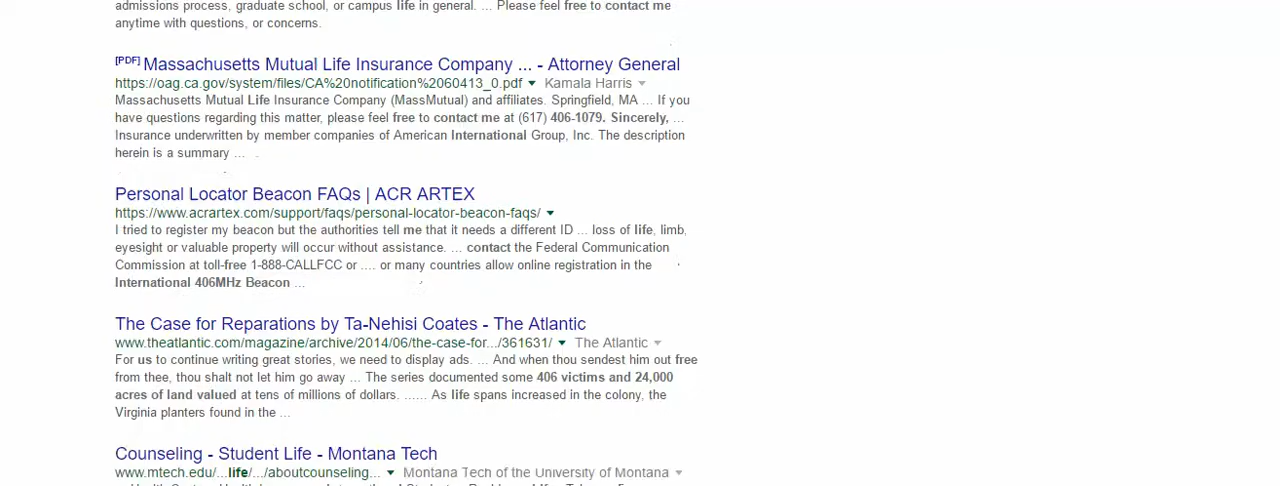 admissions process, graduate school, or campus life in general. ... Please feel free to contact me
anytime with questions, or concerns.
[PDF] Massachusetts Mutual Life Insurance Company ... - Attorney General
https://oag.ca.gov/system/files/CA%20notification%2060413_0.pdf ▼ Kamala Harris ▼
Massachusetts Mutual Life Insurance Company (MassMutual) and affiliates. Springfield, MA ... If you
have questions regarding this matter, please feel free to contact me at (617) 406-1079. Sincerely, ...
Insurance underwritten by member companies of American International Group, Inc. The description
herein is a summary ...
Personal Locator Beacon FAQs | ACR ARTEX
https://www.acrartex.com/support/faqs/personal-locator-beacon-faqs/ ▼
I tried to register my beacon but the authorities tell me that it needs a different ID ... loss of life, limb,
eyesight or valuable property will occur without assistance. ... contact the Federal Communication
Commission at toll-free 1-888-CALLFCC or .... or many countries allow online registration in the
International 406MHz Beacon ...
The Case for Reparations by Ta-Nehisi Coates - The Atlantic
www.theatlantic.com/magazine/archive/2014/06/the-case-for.../361631/ ▼ The Atlantic ▼
For us to continue writing great stories, we need to display ads. ... And when thou sendest him out free
from thee, thou shalt not let him go away ... The series documented some 406 victims and 24,000
acres of land valued at tens of millions of dollars. ...... As life spans increased in the colony, the
Virginia planters found in the ...
Counseling - Student Life - Montana Tech
www.mtech.edu/...life/.../aboutcounseling... ▼ Montana Tech of the University of Montana ▼